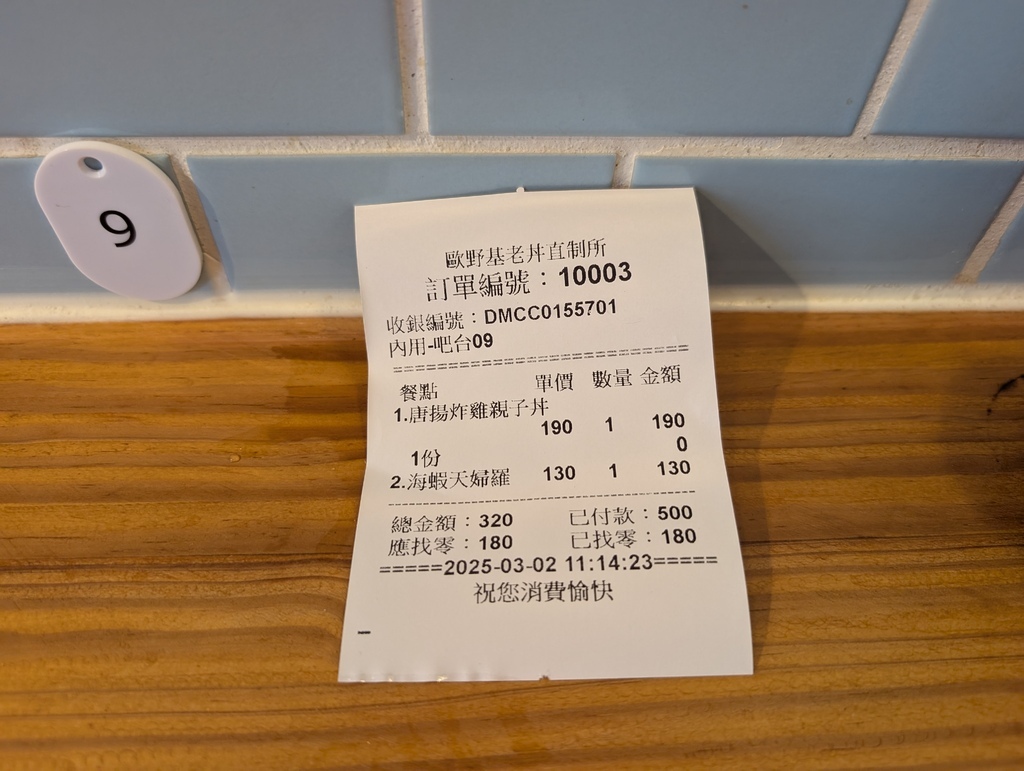 9
歐野基老丼直制所
訂單編號：10003
收銀編號：DMCC0155701
內用-吧台09
===================================
餐點 單價 數量 金額
1.唐揚炸雞親子丼
190 1 190
0
1份
2.海蝦天婦羅 130 1 130
-----------------------------------
總金額：320 已付款：500
應找零：180 已找零：180
=====2025-03-02 11:14:23=====
祝您消費愉快